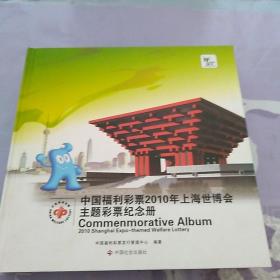 中国福利彩票2010年上海世博会
主题彩票纪念册
Commenmorative Album
2010 Shanghai Expo-themed Welfare Lottery
中国福利彩票发行管理中心 编著
中国社会出版社